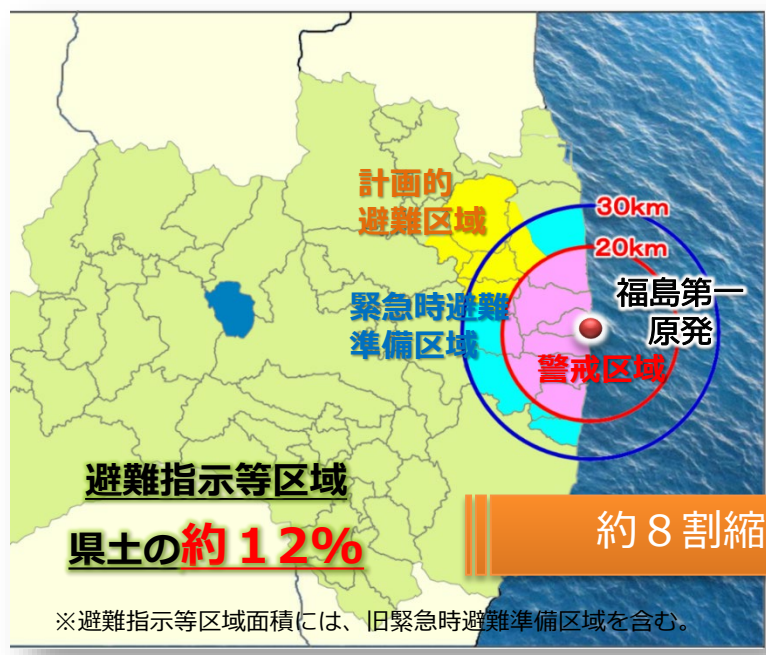 計画的
避難区域
30km
20km
福島第一
原発
緊急時避難
準備区域
警戒区域
避難指示等区域
県土の約１２％
約８割縮
※避難指示等区域面積には、旧緊急時避難準備区域を含む。